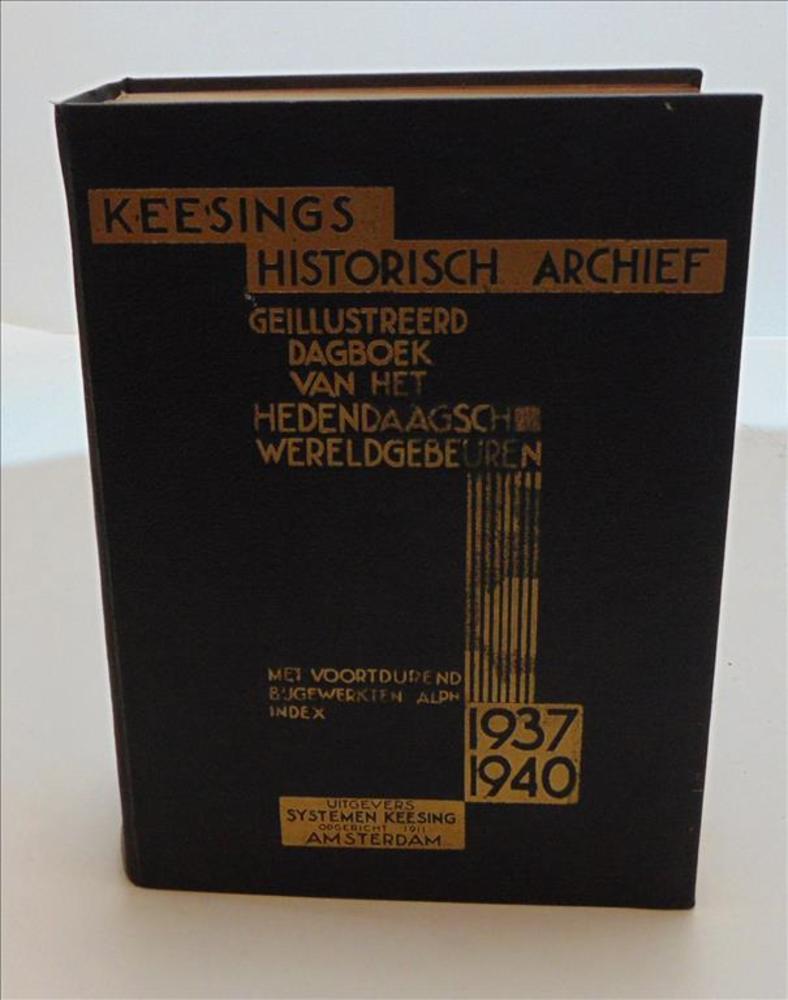 KEESINGS
HISTORISCH ARCHIEF
GEILLUSTREERD
DAGBOEK
VAN HET
HEDENDAAGSCH
WERELDGEBEUREN
MET VOORTDUREND
BIJGEWERKTEN ALPH
INDEX
1937
1940
UITGEVERS
SYSTEMEN KEESING
OPGERICHT 1911
AMSTERDAM